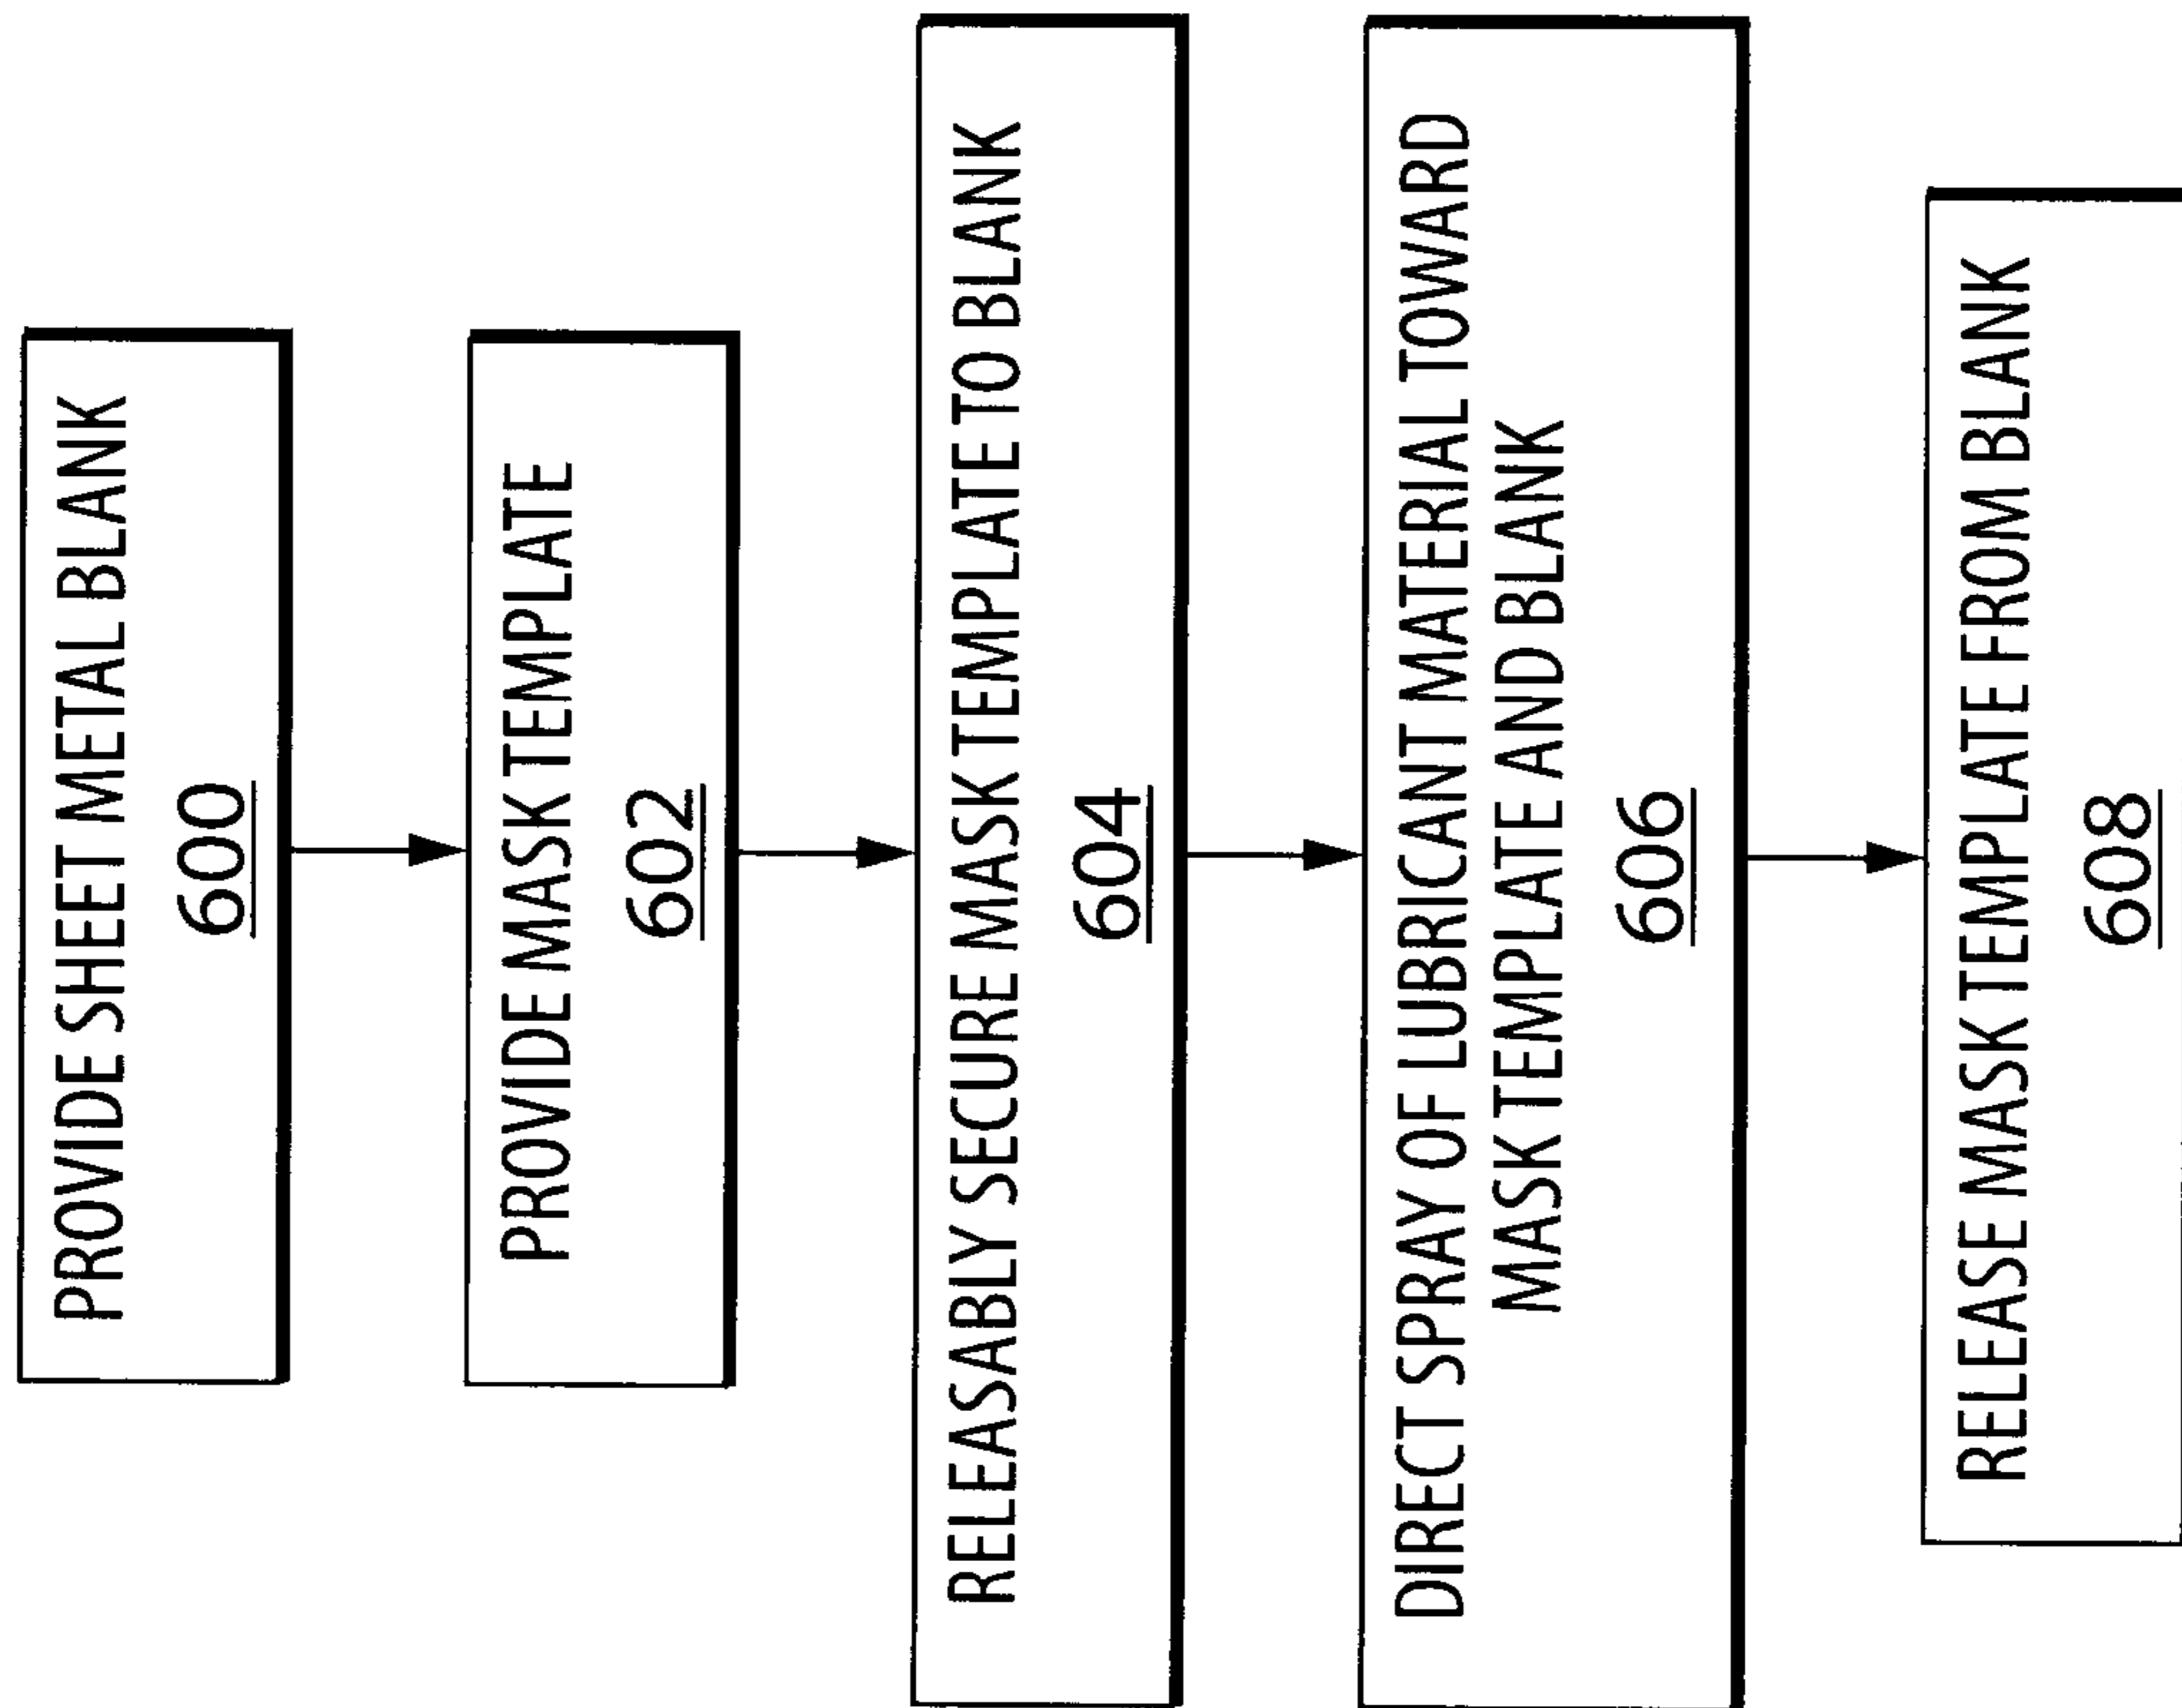 PROVIDE SHEET METAL BLANK
600
PROVIDE MASK TEMPLATE
602
RELEASABLY SECURE MASK TEMPLATE TO BLANK
604
DIRECT SPRAY OF LUBRICANT MATERIAL TOWARD
MASK TEMPLATE AND BLANK
606
RELEASE MASK TEMPLATE FROM BLANK
608